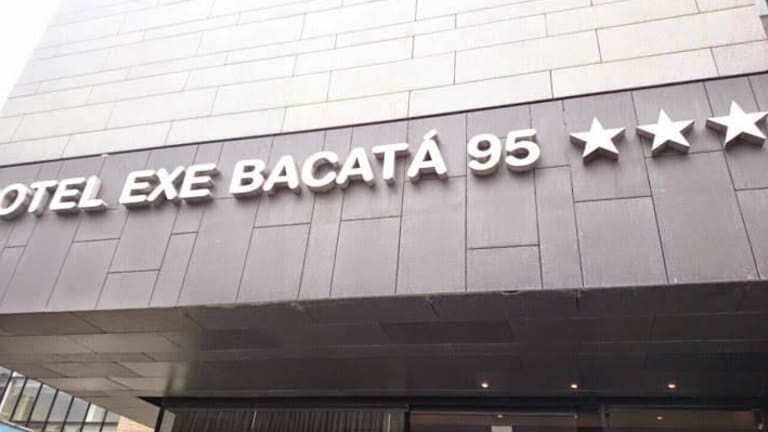 OTEL EXE BACATÁ 95 ★★★